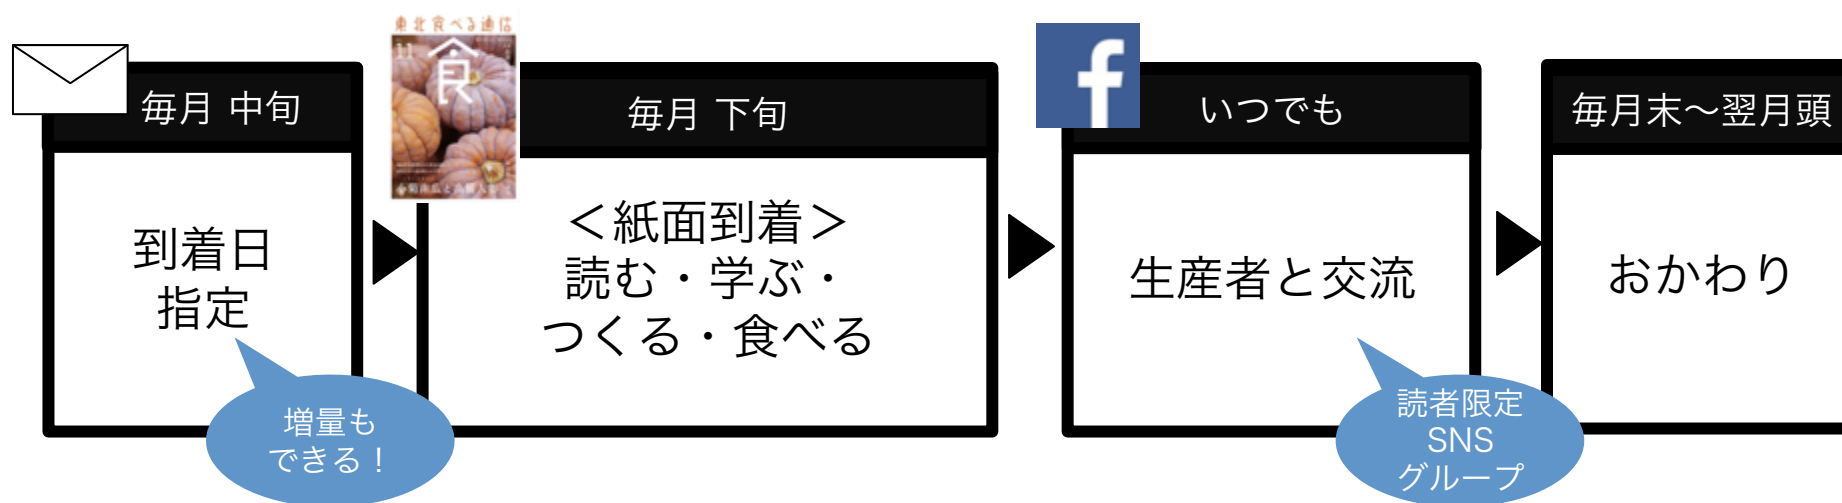 毎月 中旬
到着日
指定
増量も
できる！
東北食べる通信
11
食
毎月 下旬
＜紙面到着＞
読む・学ぶ・
つくる・食べる
f
いつでも
生産者と交流
読者限定
SNS
グループ
毎月末～翌月頭
おかわり